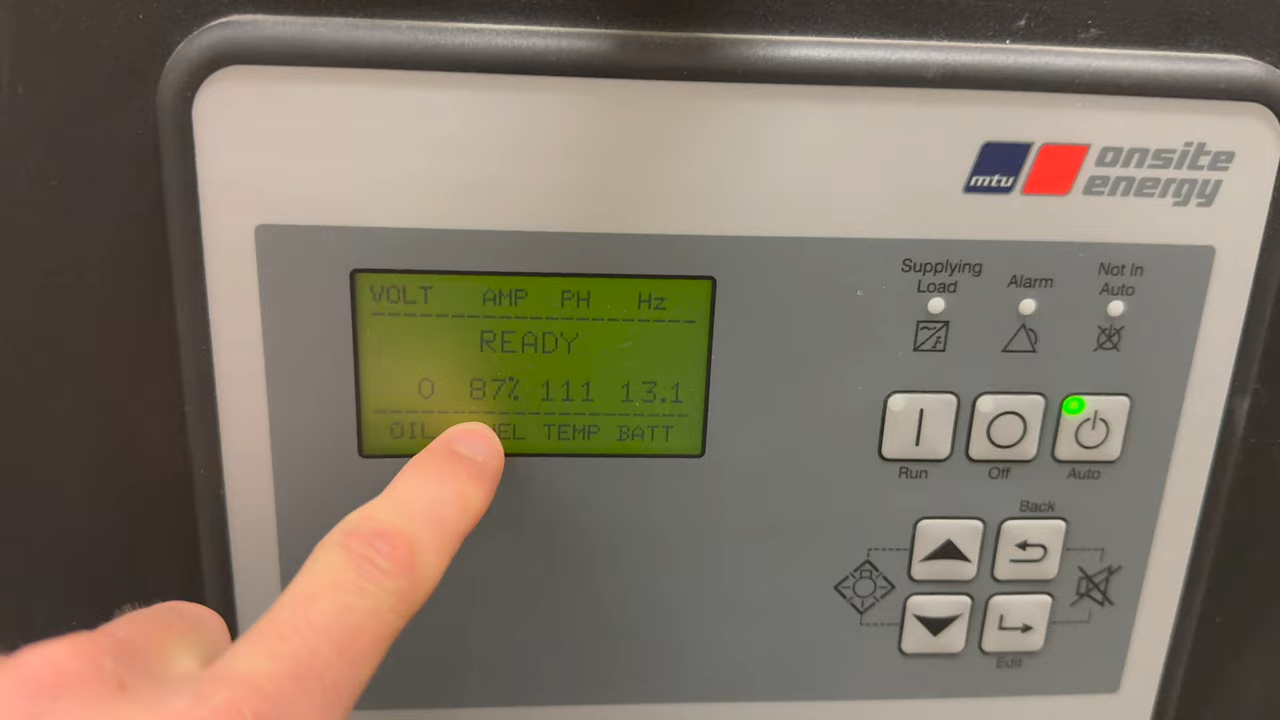 mtu onsite
energy
VOLT AMP PH Hz
READY
0 87% 111 13.1
OIL TEMP BATT
Supplying
Load
Alarm
Not In
Auto
Run
Off
Auto
Back
Edit